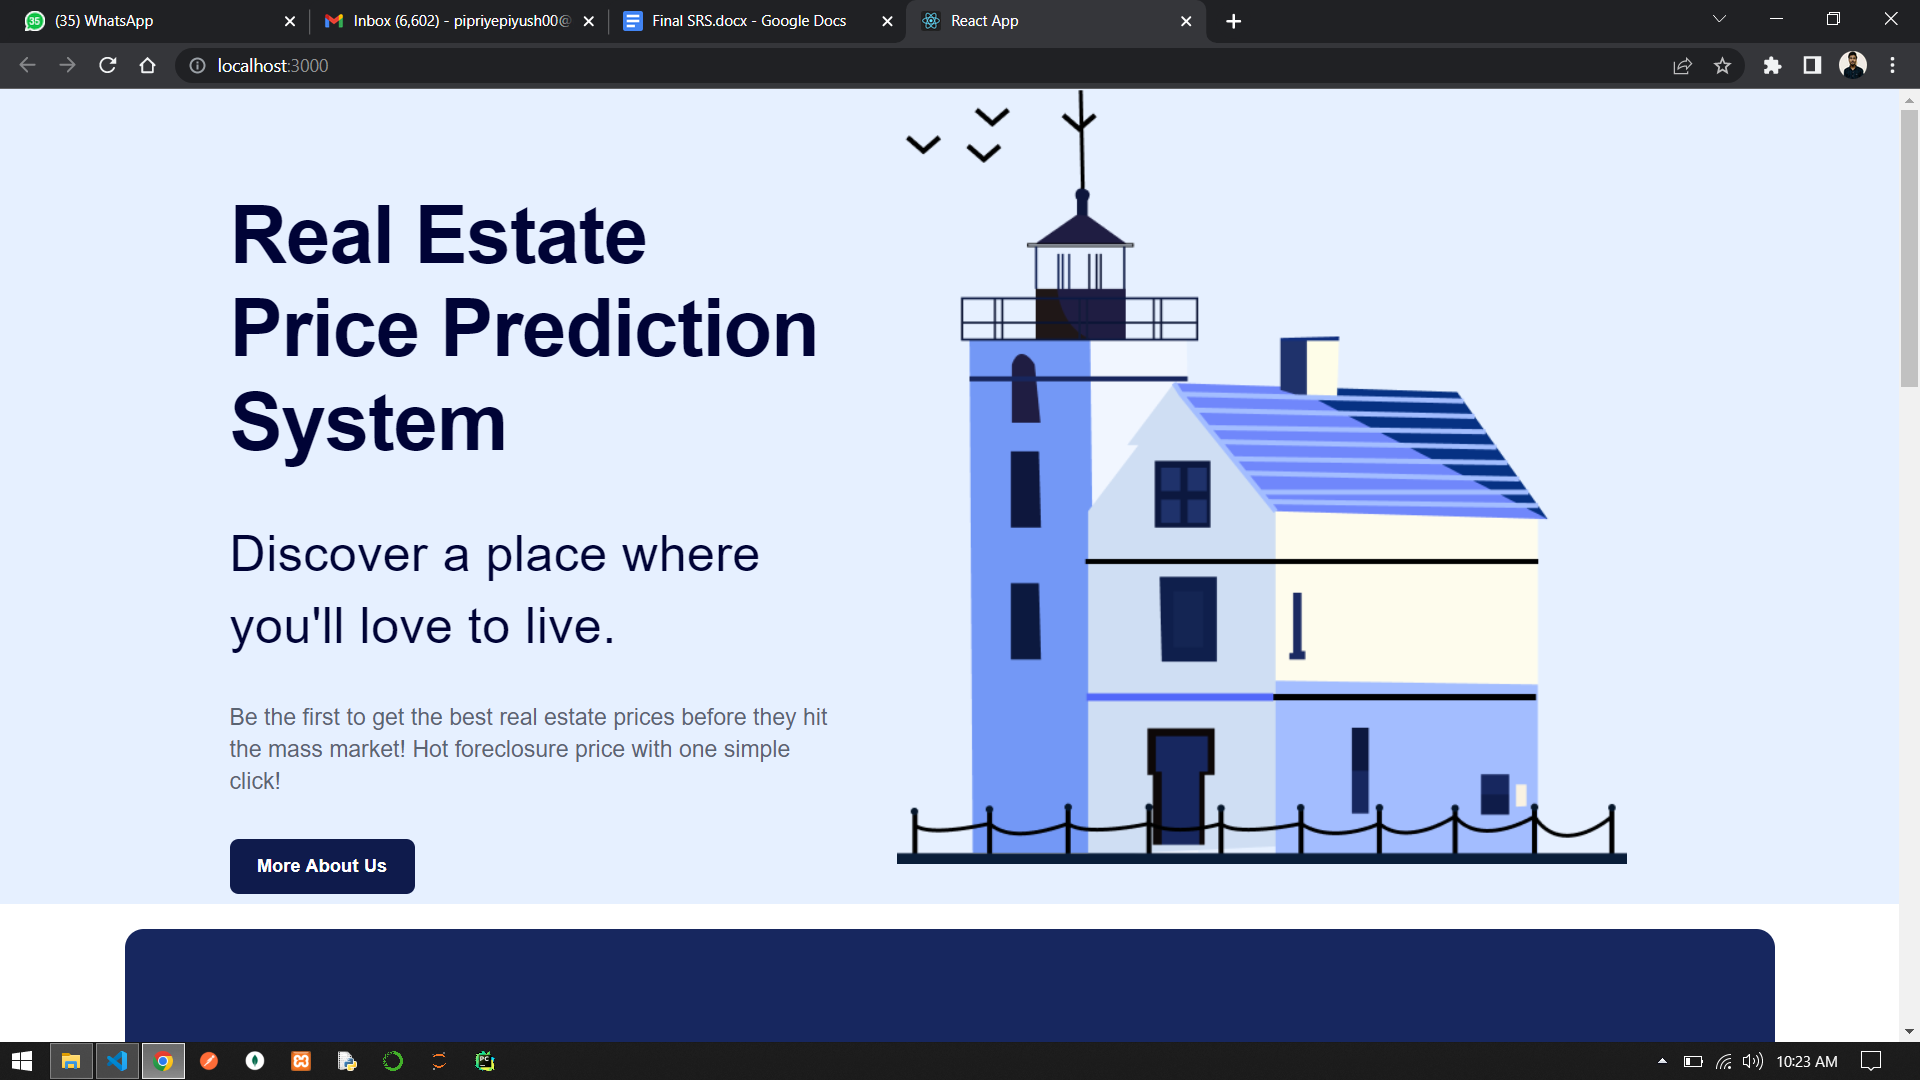 (35) WhatsApp
Inbox (6,602) - pipriyepiyush00@
Final SRS.docx - Google Docs
React App
localhost:3000
Real Estate
Price Prediction
System
Discover a place where
you'll love to live.
Be the first to get the best real estate prices before they hit
the mass market! Hot foreclosure price with one simple
click!
More About Us
10:23 AM